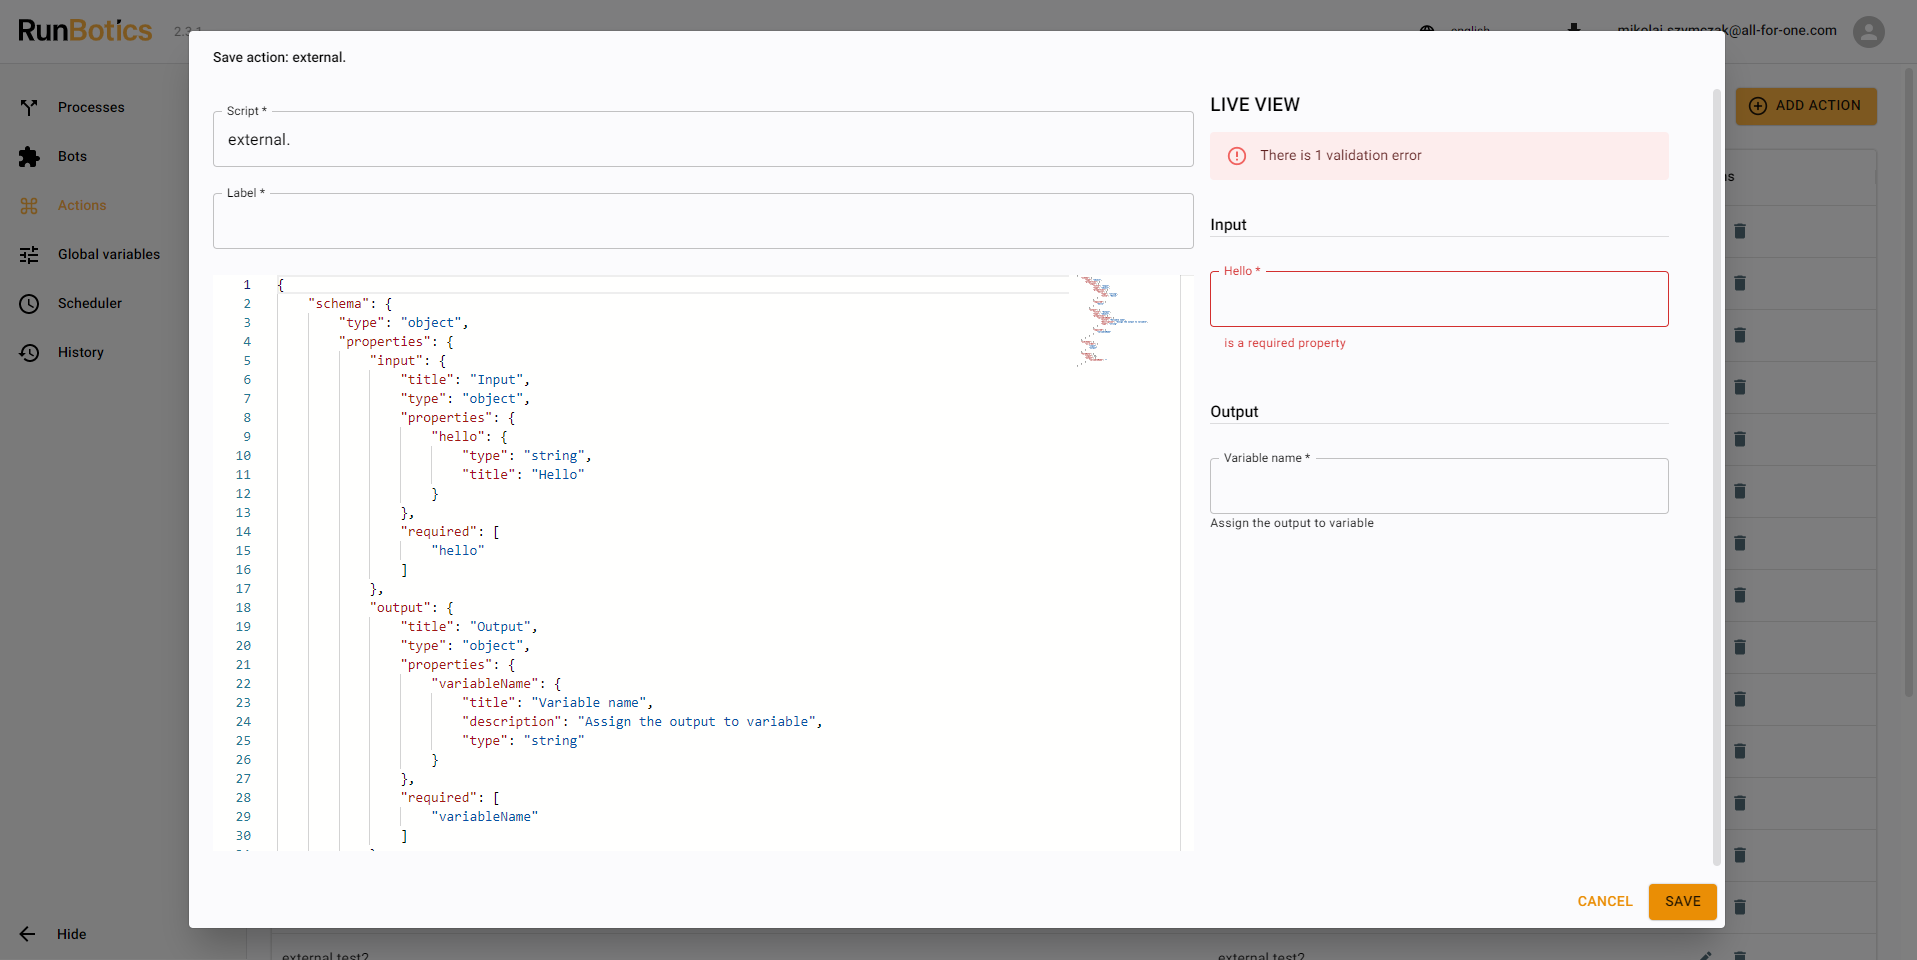 RunBotics 2.3.1
english
mikolaj.szymczak@all-for-one.com
Processes
Bots
Actions
Global variables
Scheduler
History
Hide
ADD ACTION
Save action: external.
Script *
external.
Label *
1 {
2 "schema": {
3 "type": "object",
4 "properties": {
5 "input": {
6 "title": "Input",
7 "type": "object",
8 "properties": {
9 "hello": {
10 "type": "string",
11 "title": "Hello"
12 }
13 },
14 "required": [
15 "hello"
16 ]
17 },
18 "output": {
19 "title": "Output",
20 "type": "object",
21 "properties": {
22 "variableName": {
23 "title": "Variable name",
24 "description": "Assign the output to variable",
25 "type": "string"
26 }
27 },
28 "required": [
29 "variableName"
30 ]
LIVE VIEW
There is 1 validation error
Input
Hello *
is a required property
Output
Variable name *
Assign the output to variable
CANCEL
SAVE
external.test2
external.test2